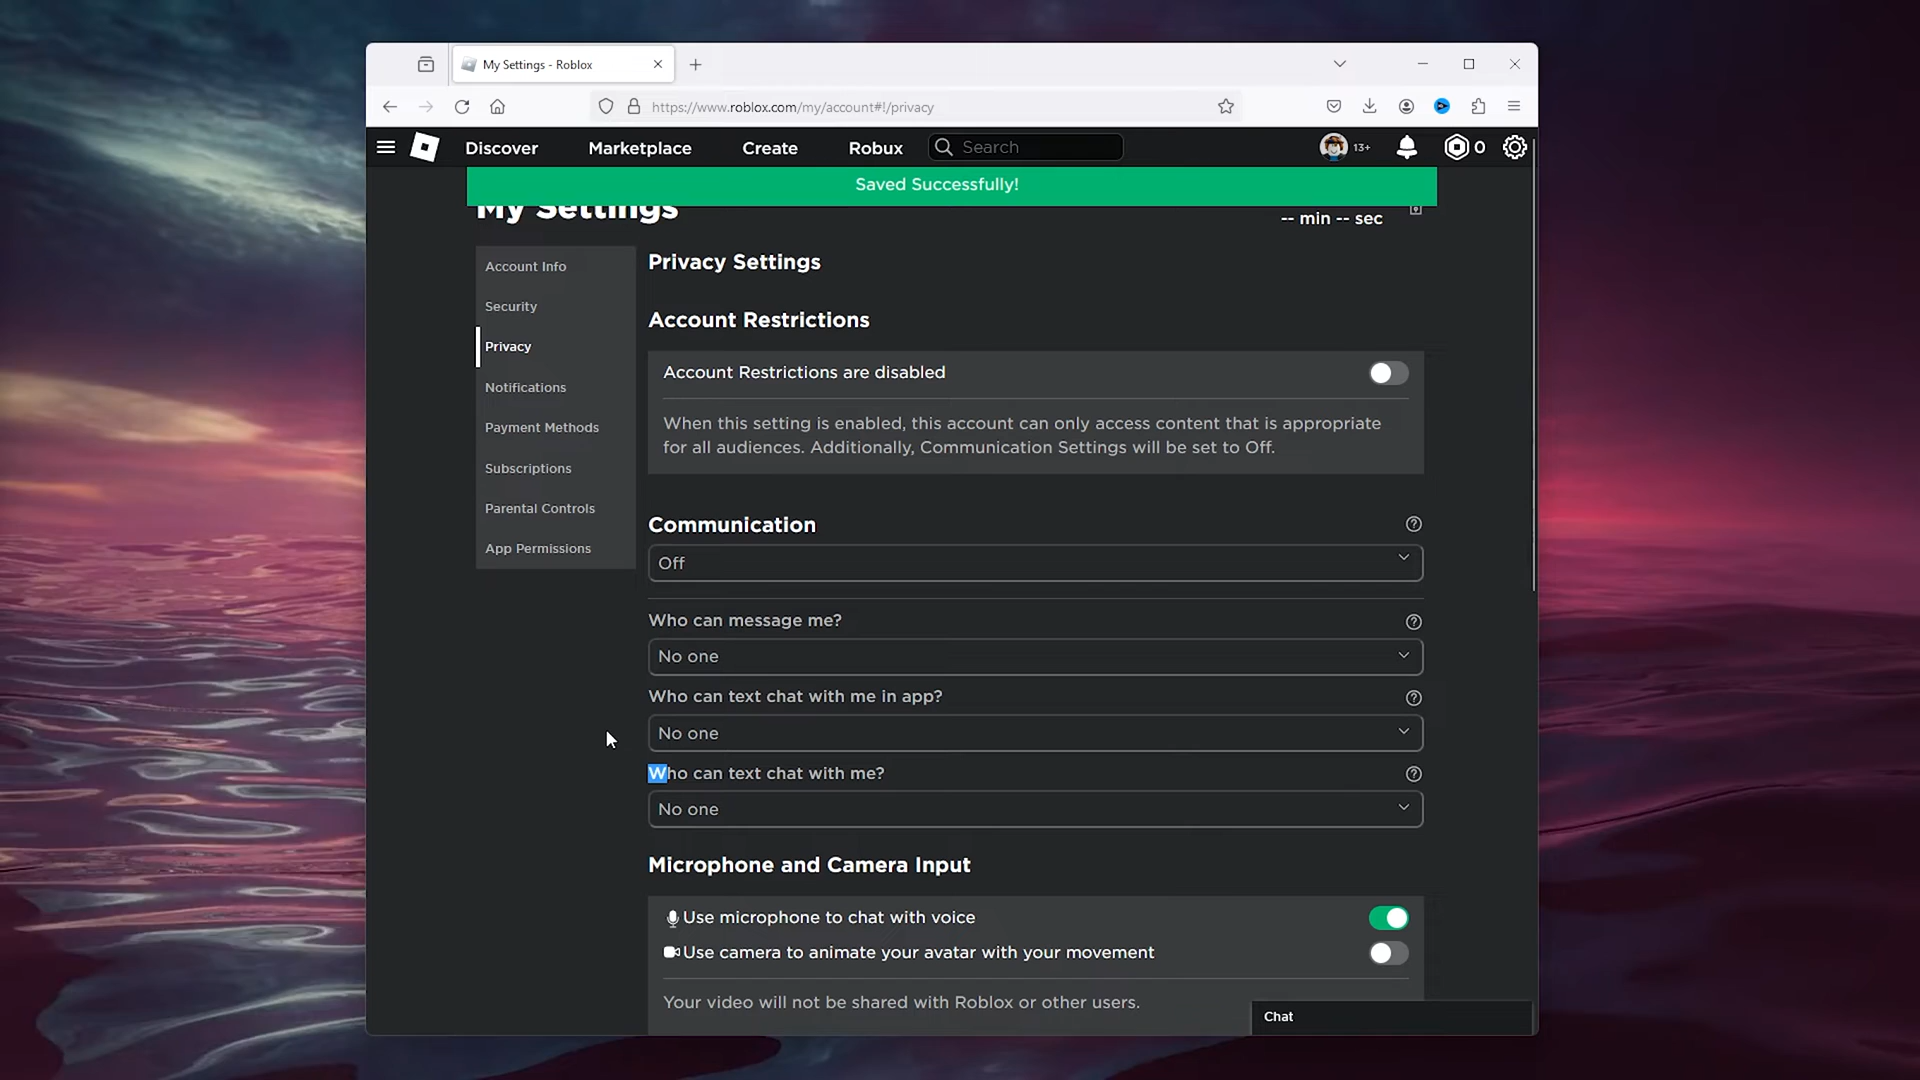 My Settings - Roblox
https://www.roblox.com/my/account#!/privacy
Discover
Marketplace
Create
Robux
Search
13+
0
Saved Successfully!
My Settings
-- min -- sec
Account Info
Security
Privacy
Notifications
Payment Methods
Subscriptions
Parental Controls
App Permissions
Privacy Settings
Account Restrictions
Account Restrictions are disabled
When this setting is enabled, this account can only access content that is appropriate
for all audiences. Additionally, Communication Settings will be set to Off.
Communication
Off
Who can message me?
No one
Who can text chat with me in app?
No one
Who can text chat with me?
No one
Microphone and Camera Input
Use microphone to chat with voice
Use camera to animate your avatar with your movement
Your video will not be shared with Roblox or other users.
Chat